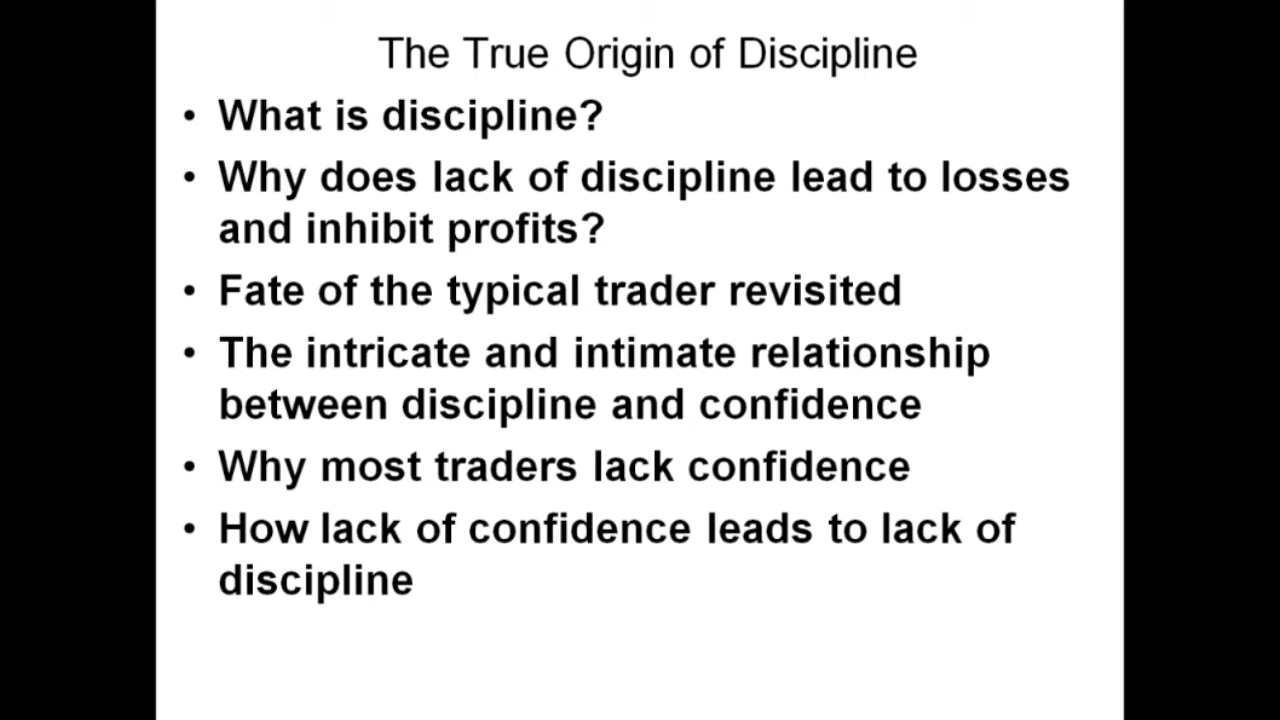 The True Origin of Discipline
• What is discipline?
• Why does lack of discipline lead to losses
and inhibit profits?
• Fate of the typical trader revisited
• The intricate and intimate relationship
between discipline and confidence
• Why most traders lack confidence
• How lack of confidence leads to lack of
discipline